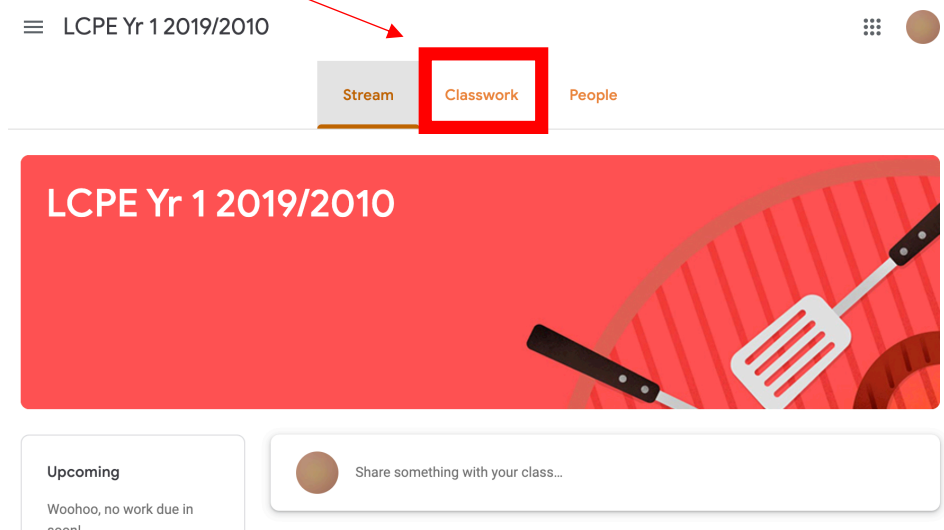 LCPE Yr 1 2019/2010
Stream
Classwork
People
LCPE Yr 1 2019/2010
Upcoming
Woohoo, no work due in
soon!
Share something with your class...